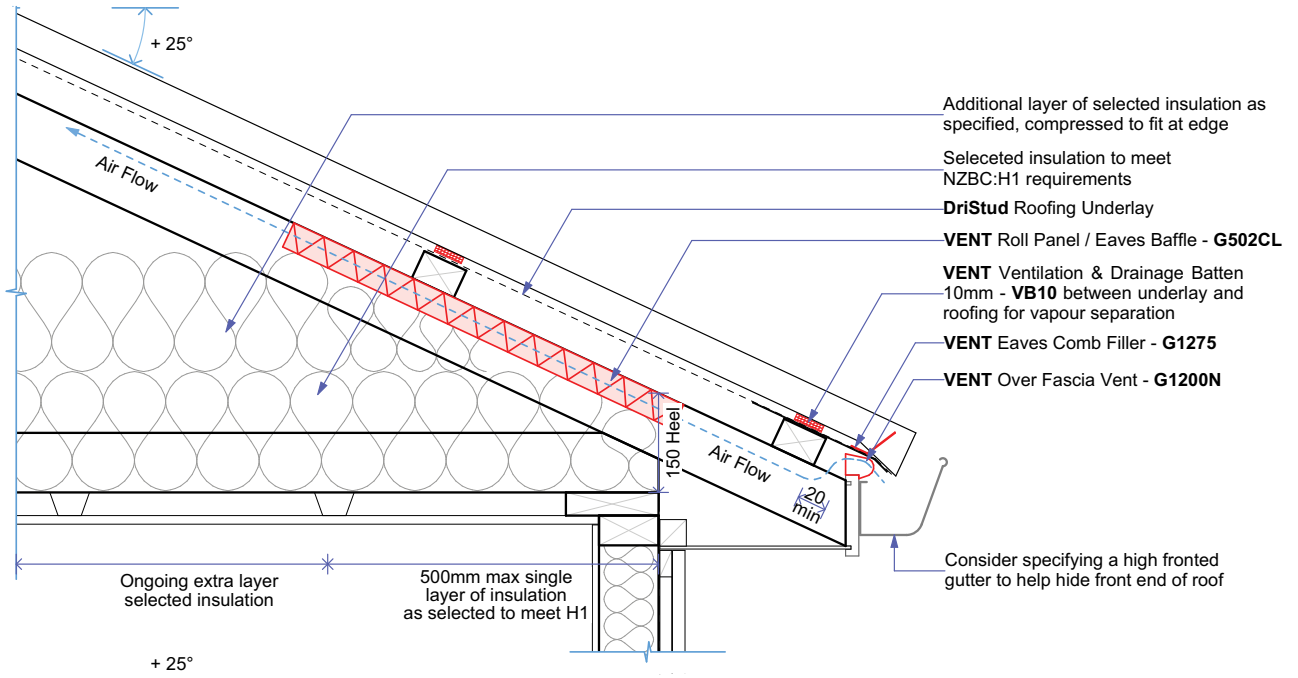 + 25°
Air Flow
Additional layer of selected insulation as
specified, compressed to fit at edge
Seleceted insulation to meet
NZBC:H1 requirements
DriStud Roofing Underlay
VENT Roll Panel / Eaves Baffle - G502CL
VENT Ventilation & Drainage Batten
10mm - VB10 between underlay and
roofing for vapour separation
VENT Eaves Comb Filler - G1275
VENT Over Fascia Vent - G1200N
150 Heel
Air Flow
20
min
Consider specifying a high fronted
gutter to help hide front end of roof
Ongoing extra layer
selected insulation
500mm max single
layer of insulation
as selected to meet H1
+ 25°